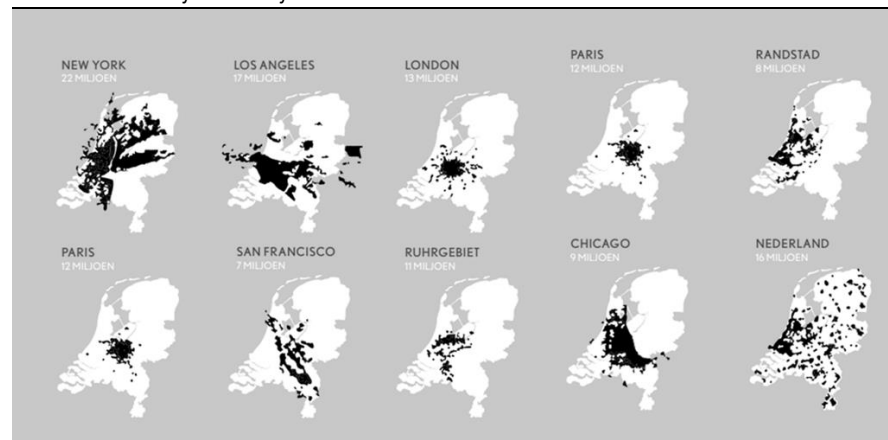 NEW YORK
22 MILJOEN
LOS ANGELES
17 MILJOEN
LONDON
13 MILJOEN
PARIS
12 MILJOEN
RANDSTAD
8 MILJOEN
PARIS
12 MILJOEN
SAN FRANCISCO
7 MILJOEN
RUHRGEBIET
11 MILJOEN
CHICAGO
9 MILJOEN
NEDERLAND
16 MILJOEN